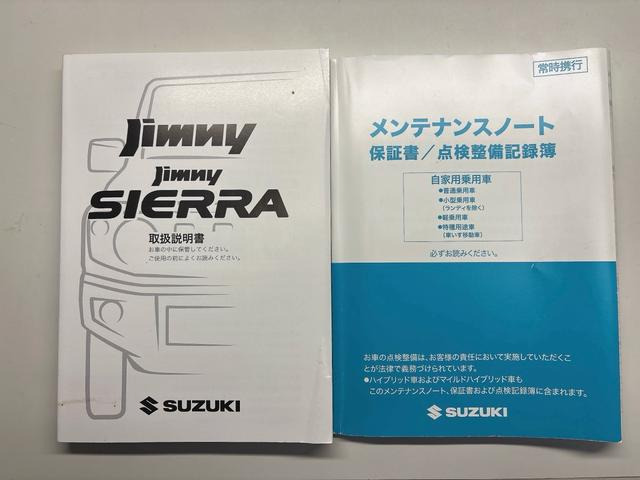 Jimny
Jimny
SIERRA
取扱説明書
お車の中に保管してください。
ご使用の前によくお読みください。
SUZUKI
常時携行
メンテナンスノート
保証書／点検整備記録簿
自家用乗用車
●普通乗用車
●小型乗用車
（ランディを除く）
●軽乗用車
●特種用途車
（車いす移動車）
必ずお読みください。
お車の点検整備は、お客様の責任において実施していただくこ
とが法律で義務づけられています。
●ハイブリッド車およびマイルドハイブリッド車も
このメンテナンスノート、保証書および点検記録簿に含まれます。
SUZUKI